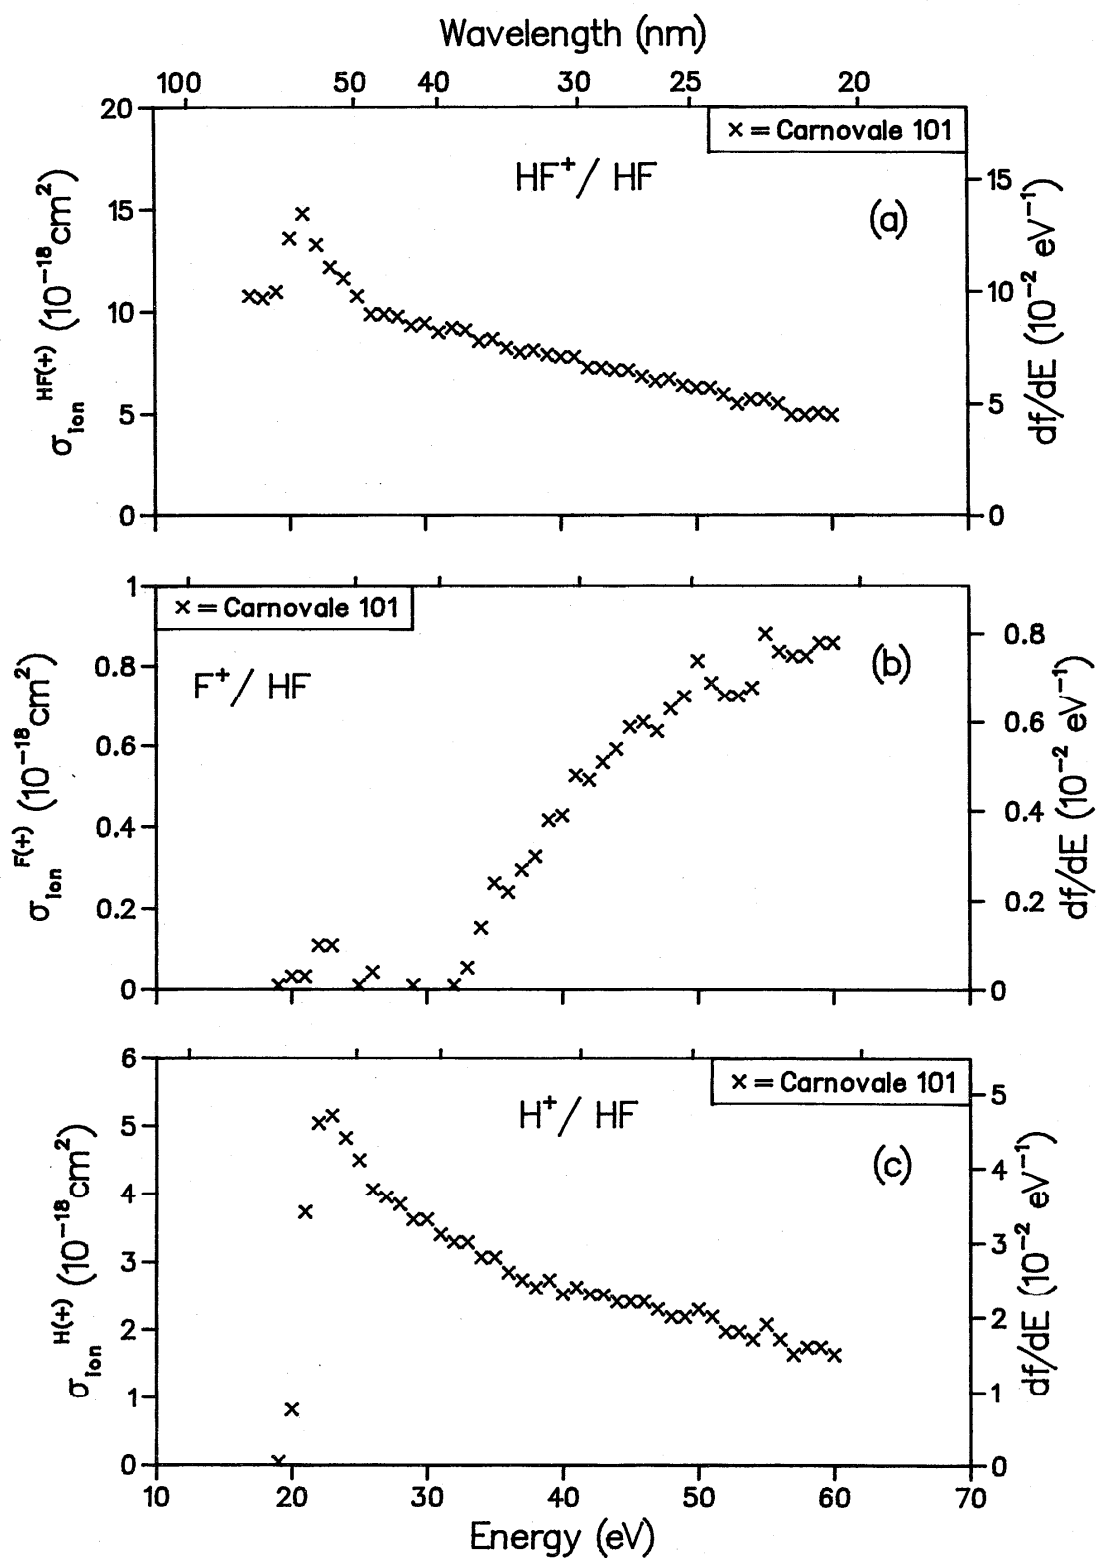 Wavelength (nm)
100 50 40 30 25 20
× = Carnovale 101
HF⁺/ HF
(a)
20
15
10
5
0
σ_ion^HF(+) (10⁻¹⁸cm²)
15
10
5
0
df/dE (10⁻² eV⁻¹)
× = Carnovale 101
F⁺/ HF
(b)
1
0.8
0.6
0.4
0.2
0
σ_ion^F(+) (10⁻¹⁸cm²)
0.8
0.6
0.4
0.2
0
df/dE (10⁻² eV⁻¹)
× = Carnovale 101
H⁺/ HF
(c)
6
5
4
3
2
1
0
σ_ion^H(+) (10⁻¹⁸cm²)
5
4
3
2
1
0
df/dE (10⁻² eV⁻¹)
10 20 30 40 50 60 70
Energy (eV)